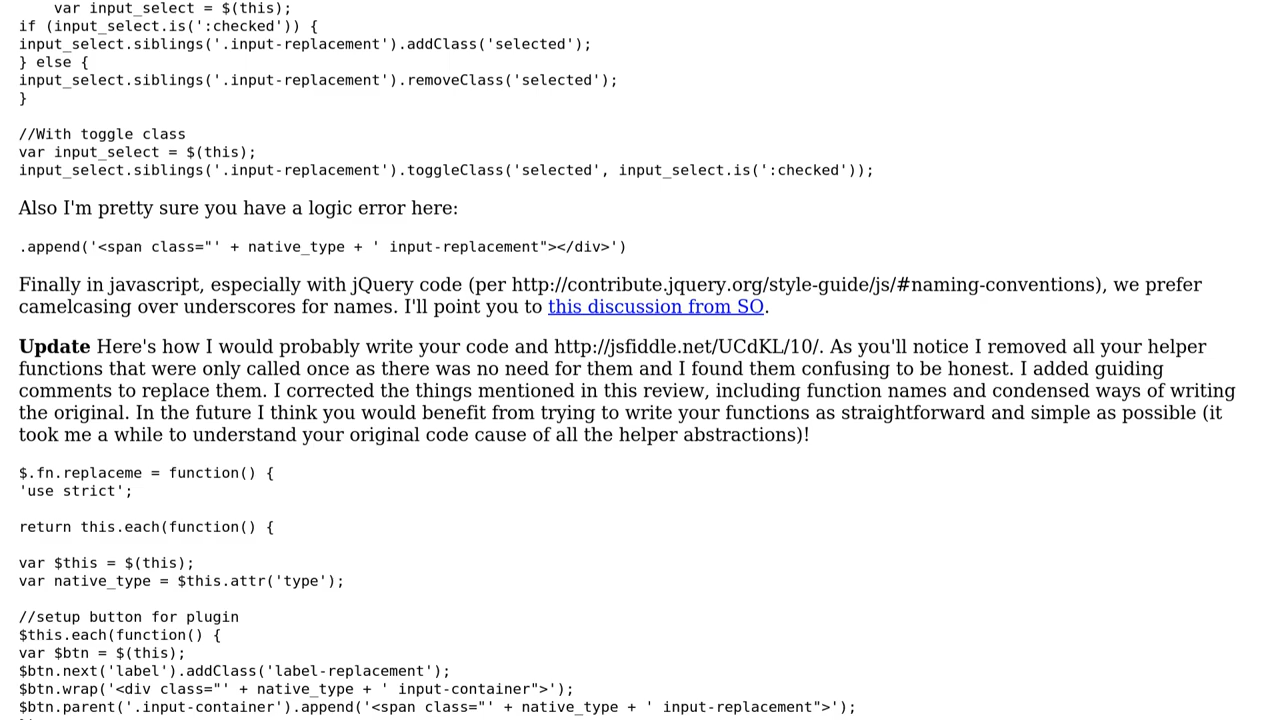 var input_select = $(this);
if (input_select.is(':checked')) {
input_select.siblings('.input-replacement').addClass('selected');
} else {
input_select.siblings('.input-replacement').removeClass('selected');
}
//With toggle class
var input_select = $(this);
input_select.siblings('.input-replacement').toggleClass('selected', input_select.is(':checked'));
Also I'm pretty sure you have a logic error here:
.append('<span class="' + native_type + ' input-replacement"></div>')
Finally in javascript, especially with jQuery code (per http://contribute.jquery.org/style-guide/js/#naming-conventions), we prefer
camelcasing over underscores for names. I'll point you to this discussion from SO.
Update Here's how I would probably write your code and http://jsfiddle.net/UCdKL/10/. As you'll notice I removed all your helper
functions that were only called once as there was no need for them and I found them confusing to be honest. I added guiding
comments to replace them. I corrected the things mentioned in this review, including function names and condensed ways of writing
the original. In the future I think you would benefit from trying to write your functions as straightforward and simple as possible (it
took me a while to understand your original code cause of all the helper abstractions)!
$.fn.replaceme = function() {
'use strict';
return this.each(function() {
var $this = $(this);
var native_type = $this.attr('type');
//setup button for plugin
$this.each(function() {
var $btn = $(this);
$btn.next('label').addClass('label-replacement');
$btn.wrap('<div class="' + native_type + ' input-container">');
$btn.parent('.input-container').append('<span class="' + native_type + ' input-replacement">');